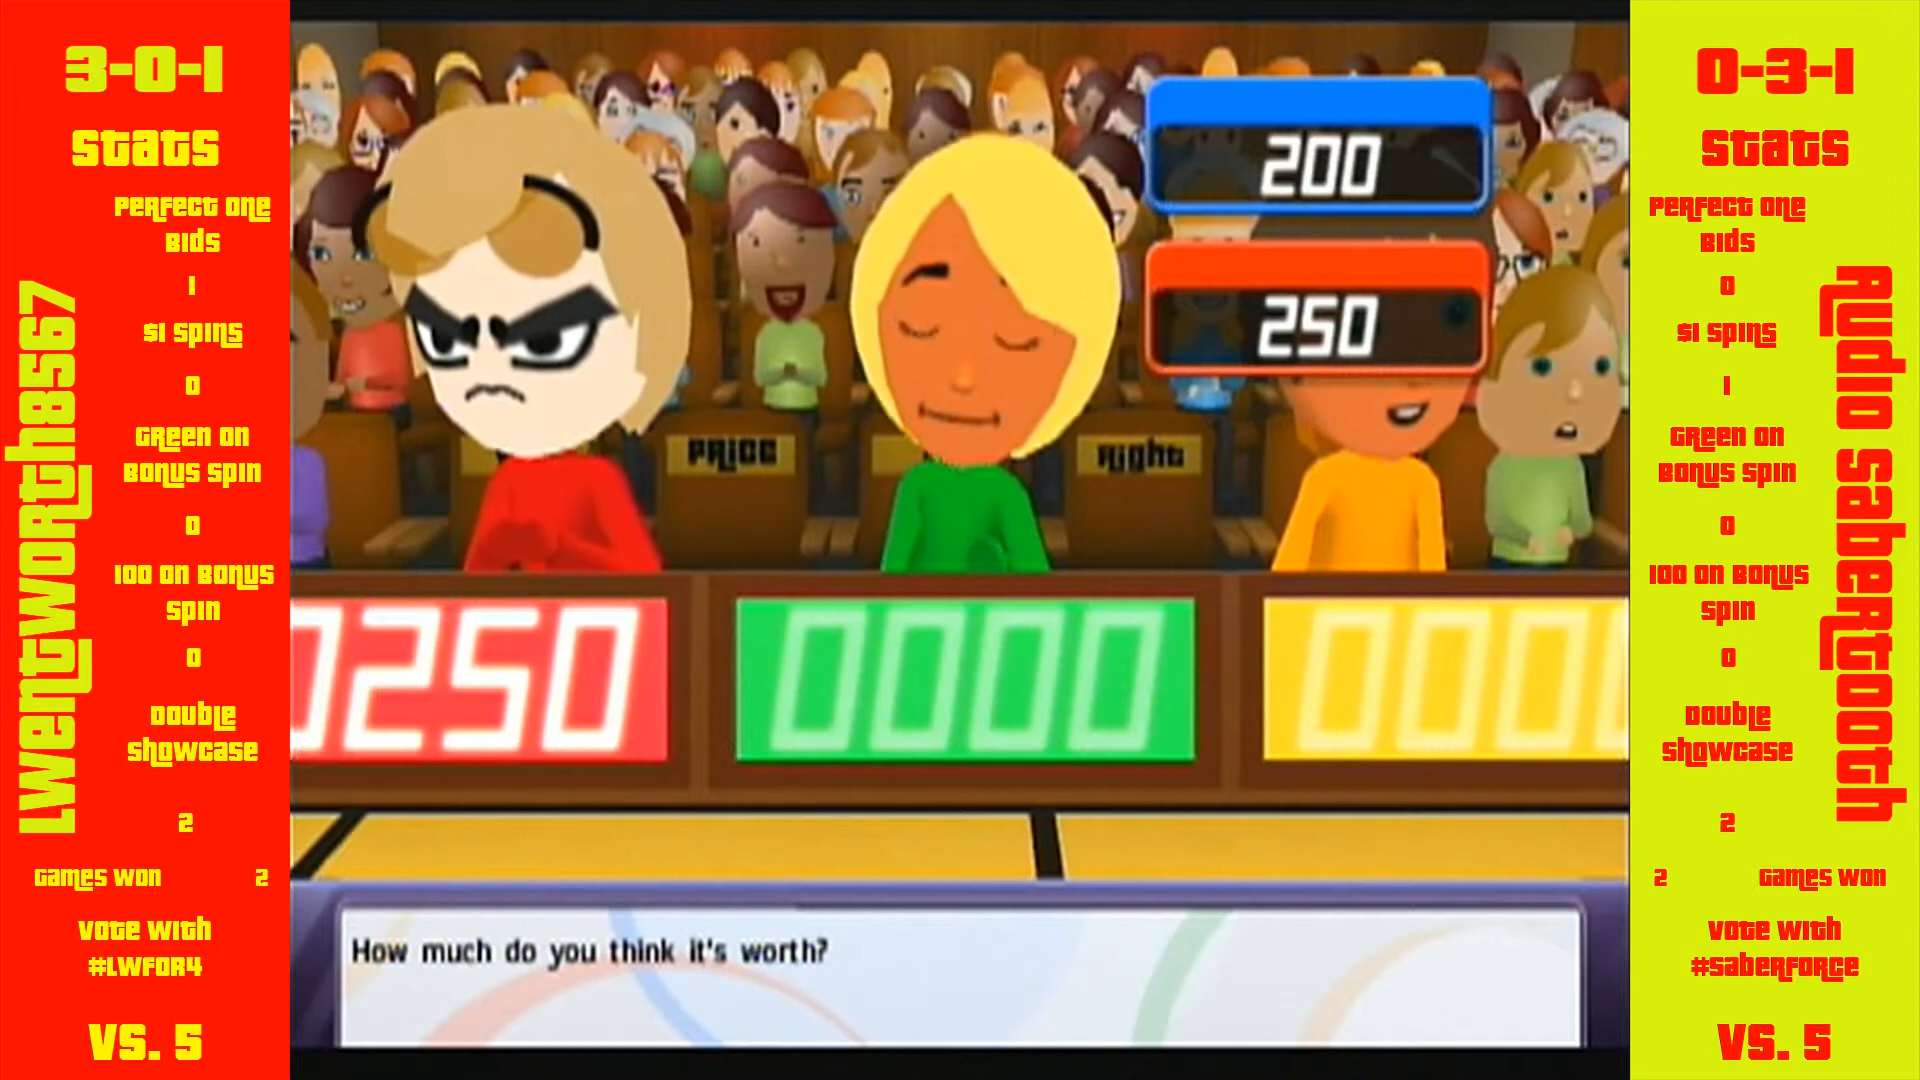 3-0-1
Stats
Perfect One
Bids
1
$1 Spins
0
Green on
Bonus Spin
0
100 on Bonus
Spin
0
Double
Showcase
2
Games Won 2
Vote with
#LWFOR4
VS. 5
Lwentworth8567
200
250
PRICE
Right
0250
0000
000
How much do you think it's worth?
0-3-1
Stats
Perfect One
Bids
0
$1 Spins
1
Green on
Bonus Spin
0
100 on Bonus
Spin
0
Double
Showcase
2
2 Games Won
Vote with
#SaberForce
VS. 5
Audio Sabertooth